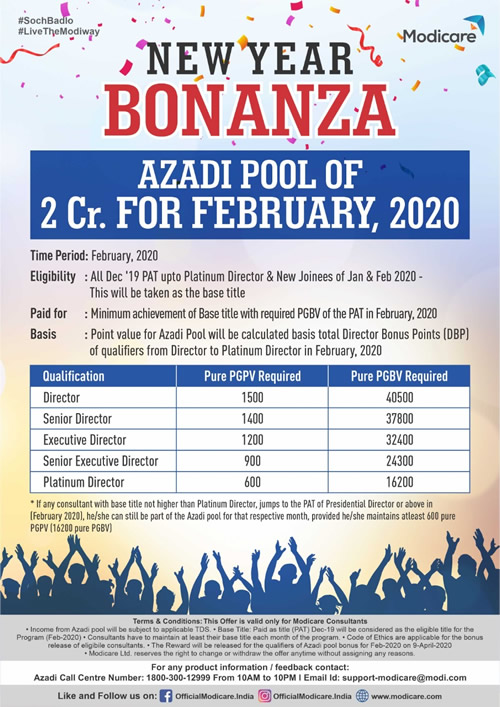 #SochBadlo
#LiveTheModiway
Modicare
NEW YEAR
BONANZA
AZADI POOL OF
2 Cr. FOR FEBRUARY, 2020
Time Period: February, 2020
Eligibility : All Dec '19 PAT upto Platinum Director & New Joinees of Jan & Feb 2020 -
This will be taken as the base title
Paid for : Minimum achievement of Base title with required PGBV of the PAT in February, 2020
Basis : Point value for Azadi Pool will be calculated basis total Director Bonus Points (DBP)
of qualifiers from Director to Platinum Director in February, 2020
Qualification Pure PGPV Required Pure PGBV Required
Director 1500 40500
Senior Director 1400 37800
Executive Director 1200 32400
Senior Executive Director 900 24300
Platinum Director 600 16200
* If any consultant with base title not higher than Platinum Director, jumps to the PAT of Presidential Director or above in
(February 2020), he/she can still be part of the Azadi pool for that respective month, provided he/she maintains atleast 600 pure
PGPV (16200 pure PGBV)
Terms & Conditions: This Offer is valid only for Modicare Consultants
• Income from Azadi pool will be subject to applicable TDS. • Base Title: Paid as title (PAT) Dec-19 will be considered as the eligible title for the
Program (Feb-2020) • Consultants have to maintain at least their base title each month of the program. • Code of Ethics are applicable for the bonus
release of eligibile consultants. • The Reward will be released for the qualifiers of Azadi pool bonus for Feb-2020 on 9-April-2020
• Modicare Ltd. reserves the right to change or withdraw the offer anytime without assigning any reasons.
For any product information / feedback contact:
Azadi Call Centre Number: 1800-300-12999 From 10AM to 10PM | Email Id: support-modicare@modi.com
Like and Follow us on: OfficialModicare.India OfficialModicare.India www.modicare.com